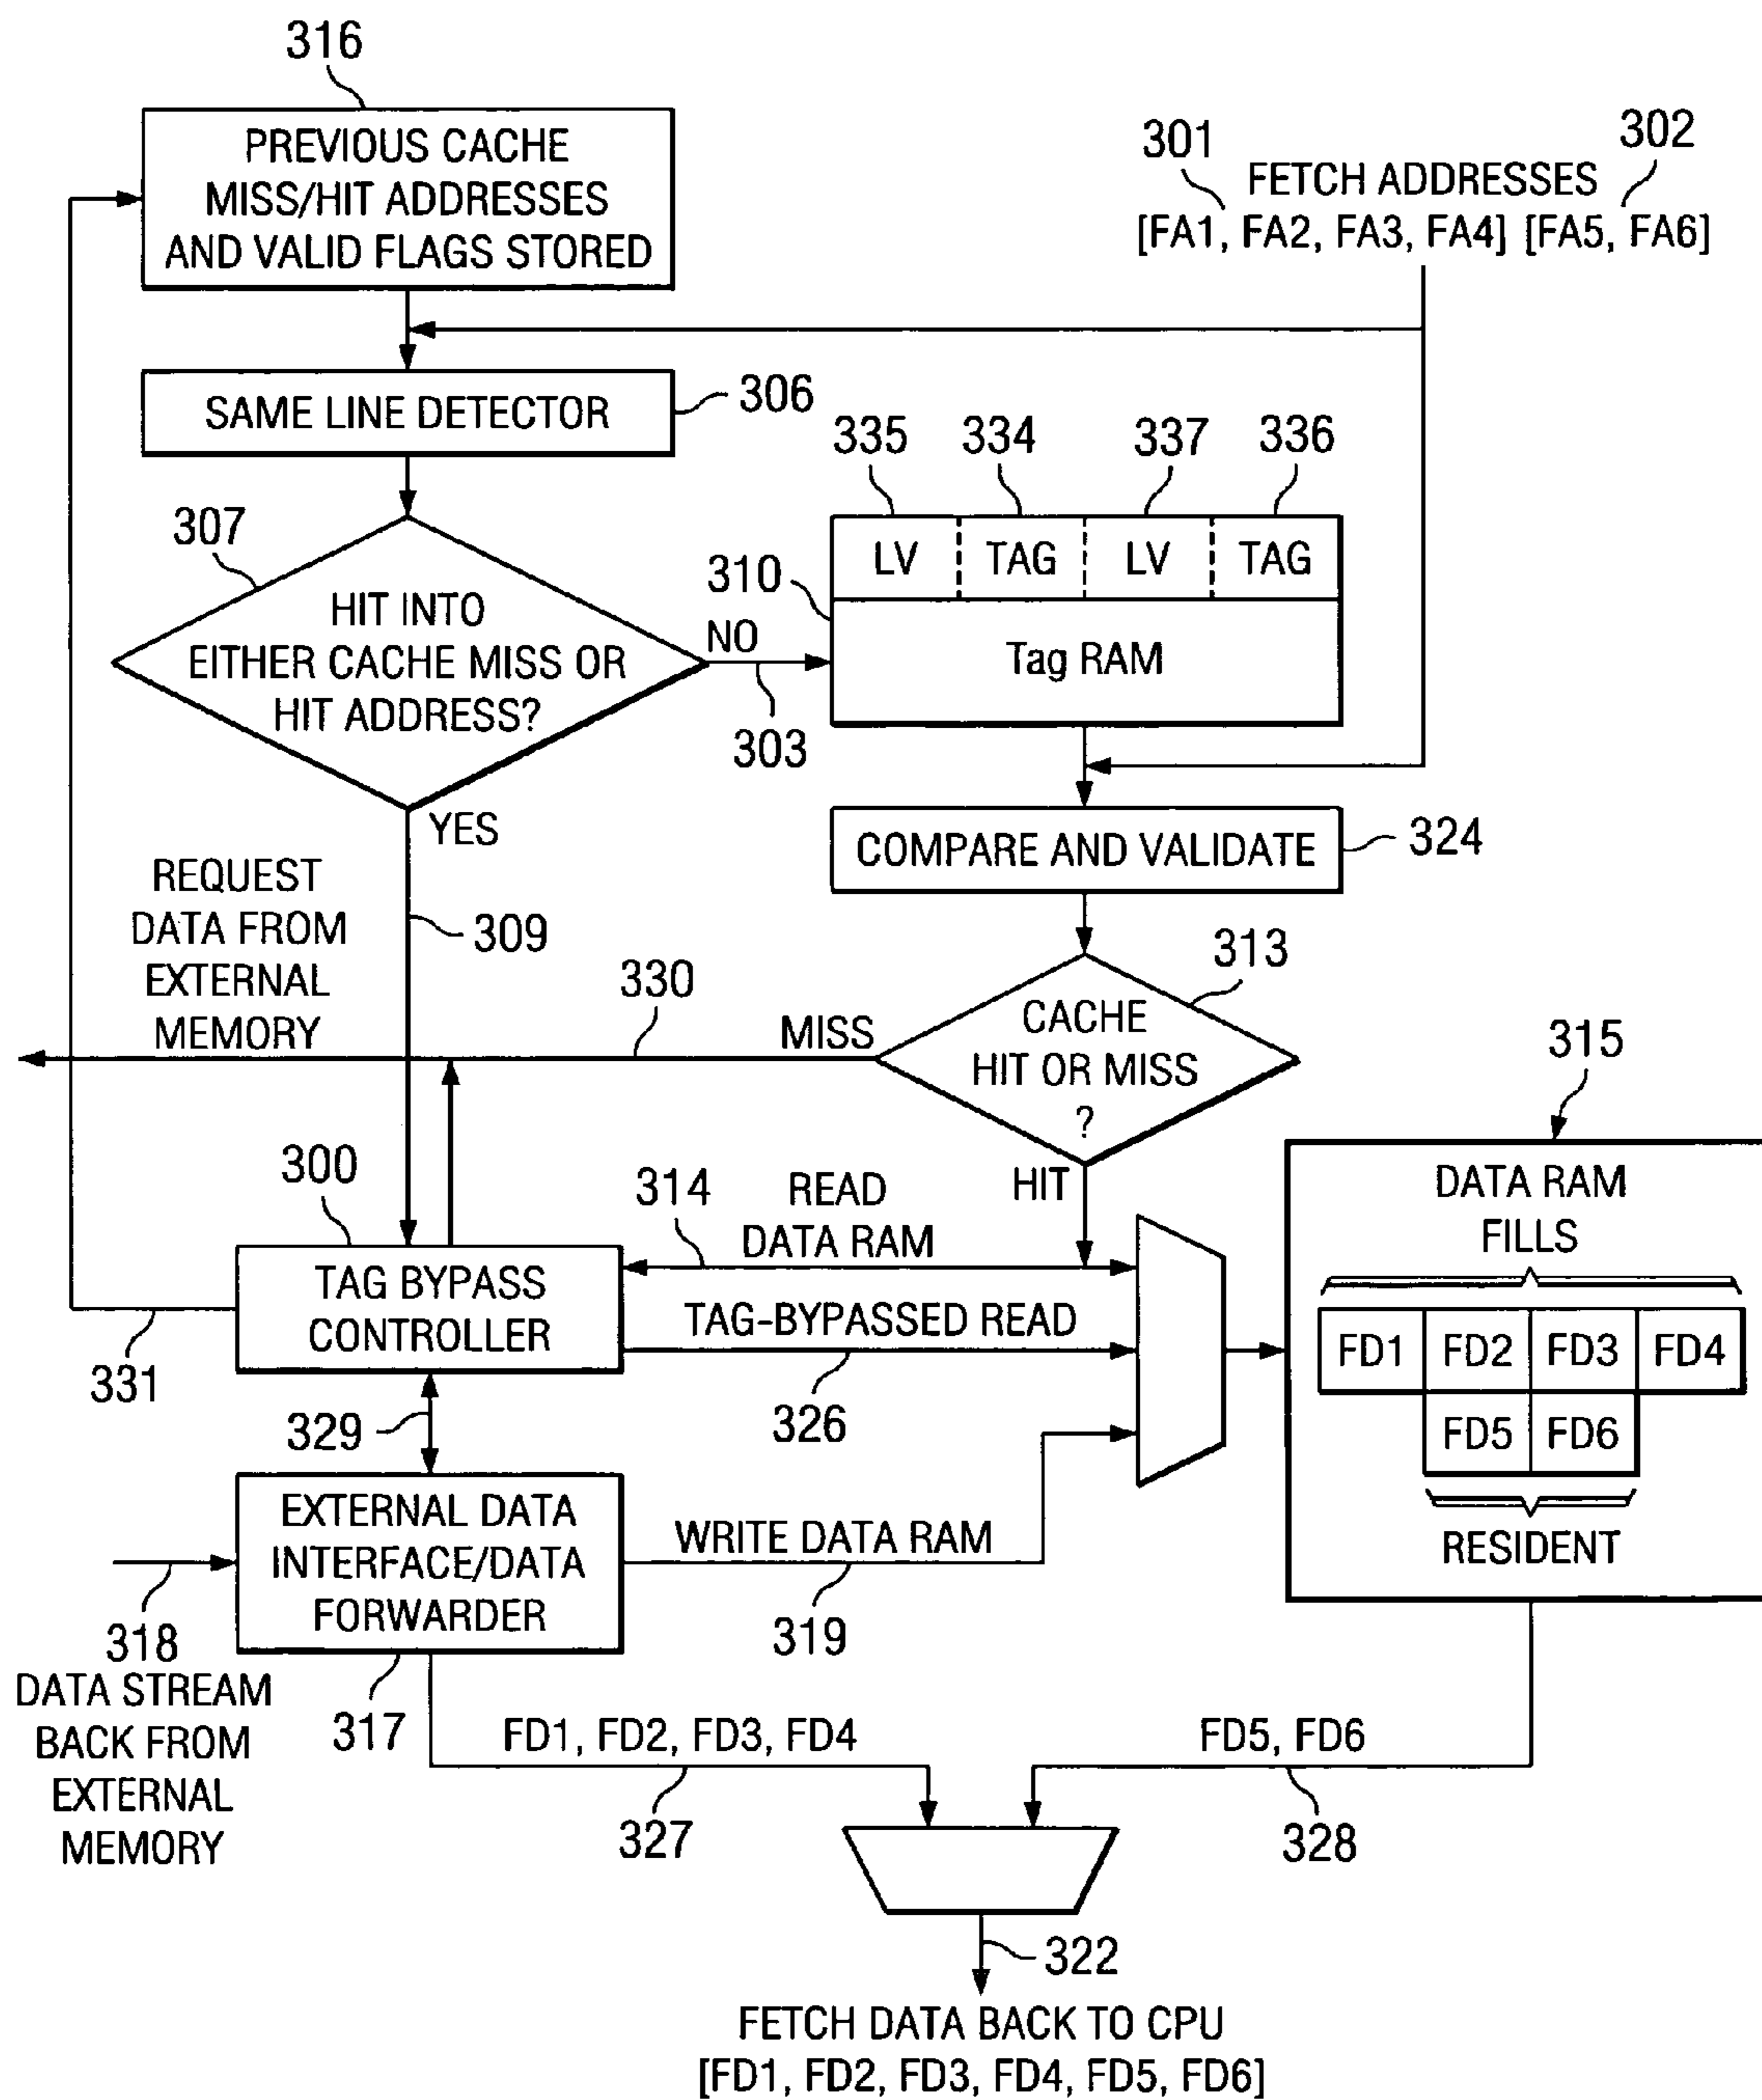 316
PREVIOUS CACHE
MISS/HIT ADDRESSES
AND VALID FLAGS STORED
301
302
FETCH ADDRESSES
[FA1, FA2, FA3, FA4] [FA5, FA6]
SAME LINE DETECTOR
306
335 334 337 336
LV TAG LV TAG
310
Tag RAM
307
HIT INTO
EITHER CACHE MISS OR
HIT ADDRESS?
NO
303
YES
COMPARE AND VALIDATE
324
REQUEST
DATA FROM
EXTERNAL
MEMORY
309
330
MISS
313
CACHE
HIT OR MISS
?
HIT
315
DATA RAM
FILLS
FD1 FD2 FD3 FD4
FD5 FD6
RESIDENT
300
TAG BYPASS
CONTROLLER
314
READ
DATA RAM
TAG-BYPASSED READ
326
331
329
EXTERNAL DATA
INTERFACE/DATA
FORWARDER
WRITE DATA RAM
319
318
DATA STREAM
BACK FROM
EXTERNAL
MEMORY
317
FD1, FD2, FD3, FD4
327
FD5, FD6
328
322
FETCH DATA BACK TO CPU
[FD1, FD2, FD3, FD4, FD5, FD6]